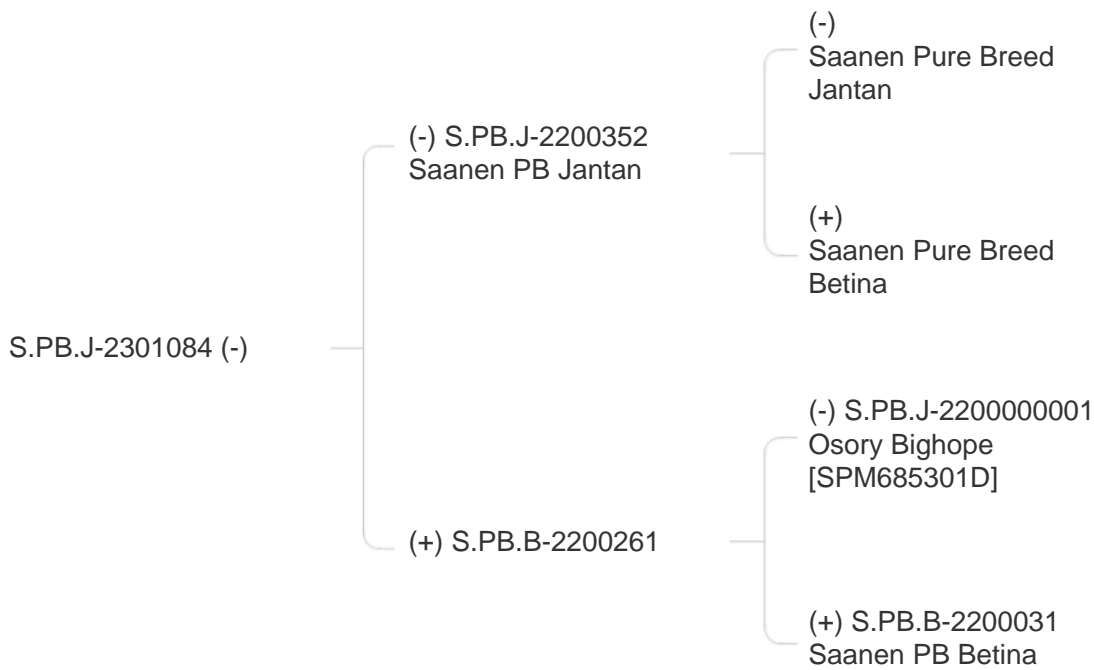 (-)
Saanen Pure Breed
Jantan
(-) S.PB.J-2200352
Saanen PB Jantan
(+)
Saanen Pure Breed
Betina
S.PB.J-2301084 (-)
(-) S.PB.J-2200000001
Osory Bighope
[SPM685301D]
(+) S.PB.B-2200261
(+) S.PB.B-2200031
Saanen PB Betina